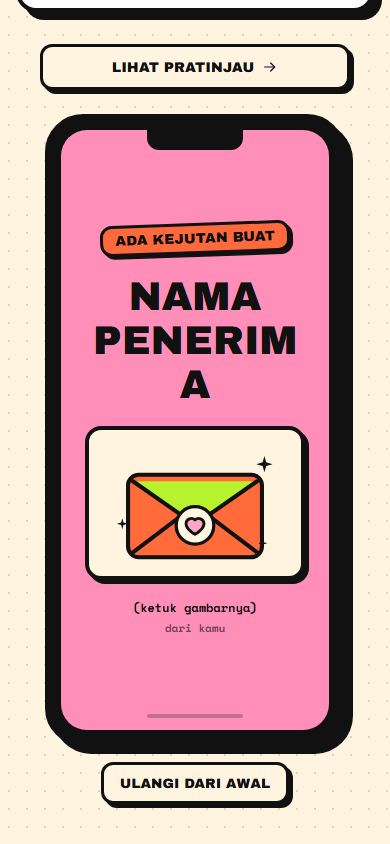 LIHAT PRATINJAU →
ADA KEJUTAN BUAT
NAMA
PENERIM
A
(ketuk gambarnya)
dari kamu
ULANGI DARI AWAL